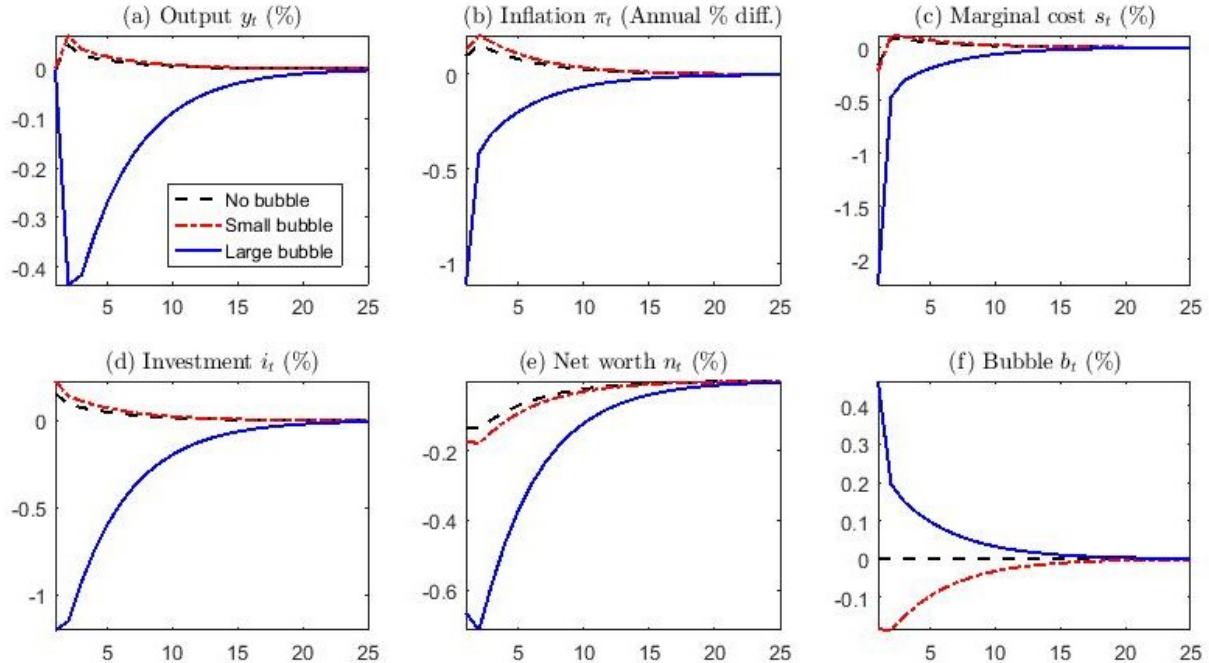 (a) Output y_t (%)
0
-0.1
-0.2
-0.3
-0.4
5 10 15 20 25
No bubble
Small bubble
Large bubble
(b) Inflation π_t (Annual % diff.)
0
-0.5
-1
5 10 15 20 25
(c) Marginal cost s_t (%)
0
-0.5
-1
-1.5
-2
5 10 15 20 25
(d) Investment i_t (%)
0
-0.5
-1
5 10 15 20 25
(e) Net worth n_t (%)
-0.2
-0.4
-0.6
5 10 15 20 25
(f) Bubble b_t (%)
0.4
0.3
0.2
0.1
0
-0.1
5 10 15 20 25